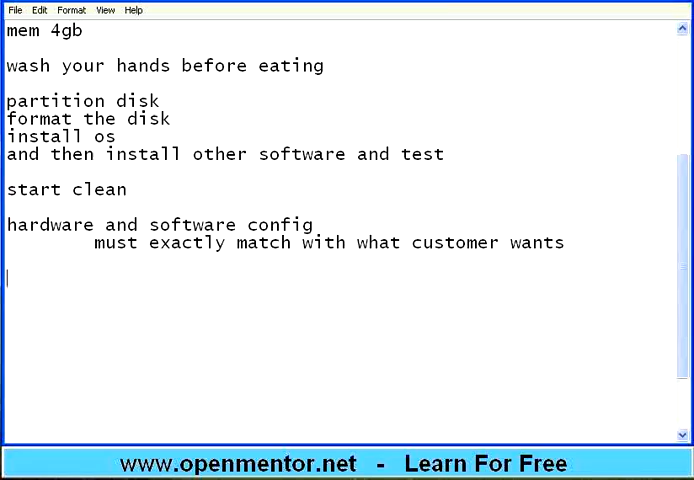 File Edit Format View Help
mem 4gb
wash your hands before eating
partition disk
format the disk
install os
and then install other software and test
start clean
hardware and software config
must exactly match with what customer wants
www.openmentor.net - Learn For Free